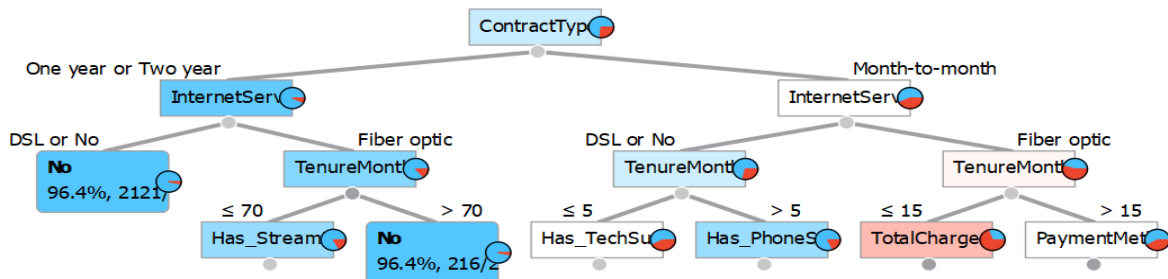 ContractTyp
One year or Two year
Month-to-month
InternetServ
InternetServ
DSL or No
Fiber optic
DSL or No
Fiber optic
No
96.4%, 2121/
TenureMont
TenureMont
TenureMont
≤ 70
> 70
≤ 5
> 5
≤ 15
> 15
Has_Stream
No
96.4%, 216/2
Has_TechSu
Has_PhoneS
TotalCharge
PaymentMet